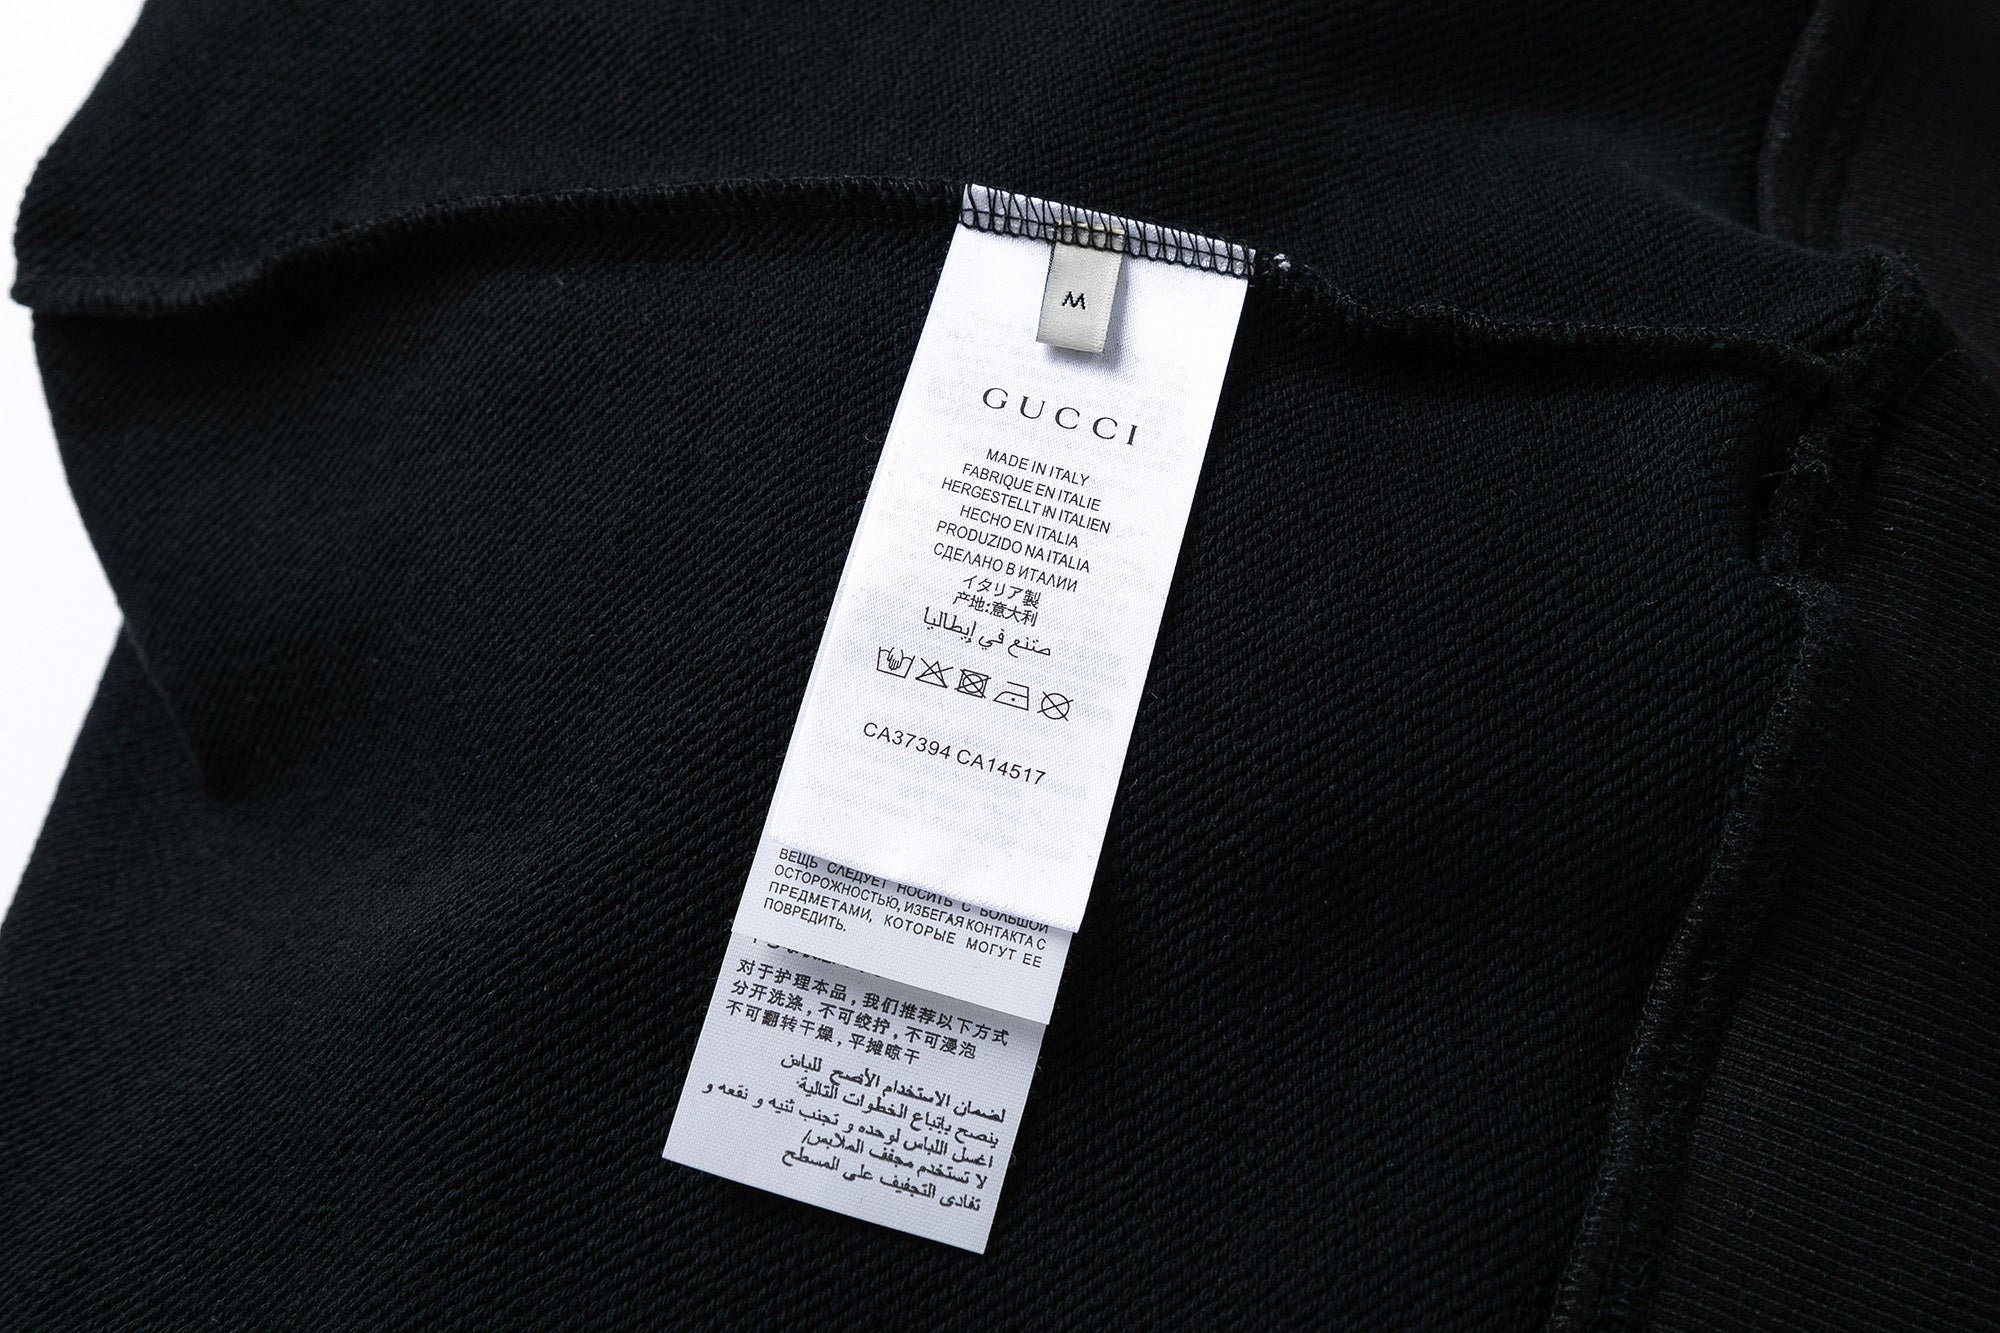 M
GUCCI
MADE IN ITALY
FABRIQUE EN ITALIE
HERGESTELLT IN ITALIEN
HECHO EN ITALIA
PRODUZIDO NA ITALIA
СДЕЛАНО В ИТАЛИИ
イタリア製
产地:意大利
صنع في إيطاليا
CA37394 CA14517
ВЕЩЬ СЛЕДУЕТ НОСИТЬ С БОЛЬШОЙ
ОСТОРОЖНОСТЬЮ, ИЗБЕГАЯ КОНТАКТА С
ПРЕДМЕТАМИ, КОТОРЫЕ МОГУТ ЕЕ
ПОВРЕДИТЬ.
对于护理本品，我们推荐以下方式
分开洗涤，不可绞拧，不可浸泡
不可翻转干燥，平摊晾干
لضمان الاستخدام الأصح للباس
ينصح بإتباع الخطوات التالية:
اغسل اللباس لوحده و تجنب ثنيه و نقعه و
لا تستخدم مجفف الملابس/
تفادى التجفيف على المسطح